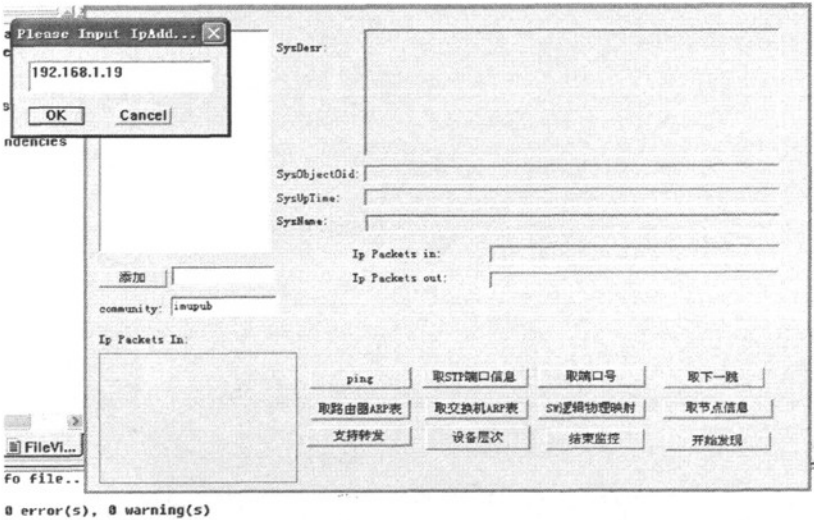 Please Input IpAdd...
192.168.1.19
OK
Cancel
ndencies
SysDesr:
SysObjectOid:
SysUpTime:
SysName:
Ip Packets in:
Ip Packets out:
添加
community:
imupub
Ip Packets In:
ping
取STP端口信息
取端口号
取下一跳
取路由器ARP表
取交换机ARP表
SW逻辑物理映射
取节点信息
支持转发
设备层次
结束监控
开始发现
FileVi...
fo file..
0 error(s), 0 warning(s)